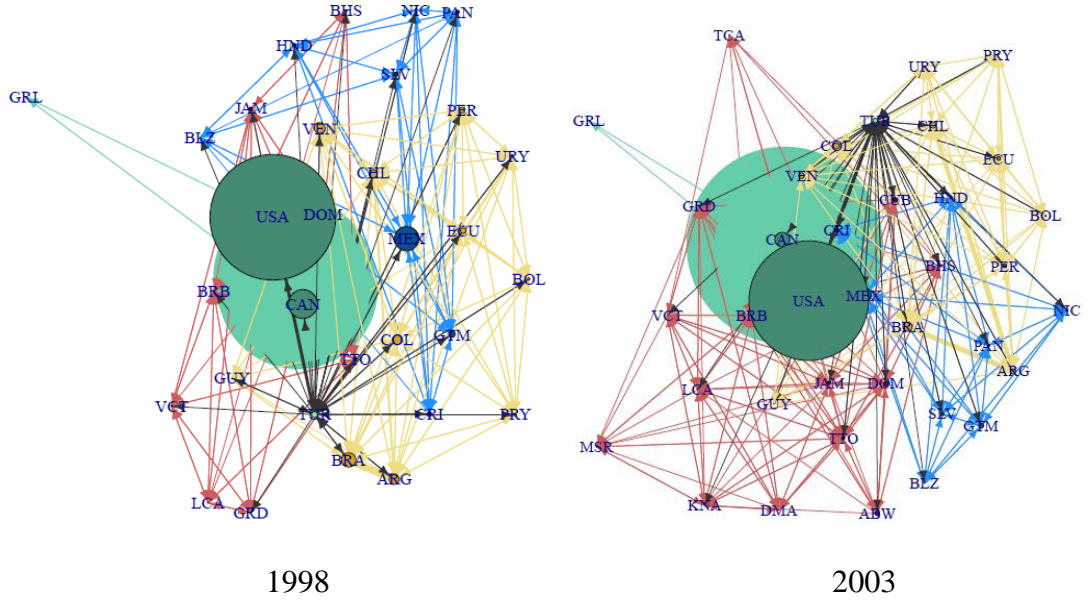 BHS
NIC
PAN
HND
SLV
GRL
JAM
BLZ
VEN
PER
CHL
URY
USA
DOM
MEX
ECU
BOL
BRB
CAN
COL
GTM
TTO
GUY
VCT
TUR
CRI
PRY
BRA
ARG
LCA
GRD
1998
TCA
PRY
URY
GRL
TUR
CHL
COL
ECU
VEN
GRD
CUB
HND
BOL
CAN
CRI
BHS
PER
MEX
USA
NIC
VCT
BRB
BRA
PAN
ARG
LCA
JAM
DOM
GUY
SLV
GTM
MSR
TTO
BLZ
KNA
DMA
ABW
2003